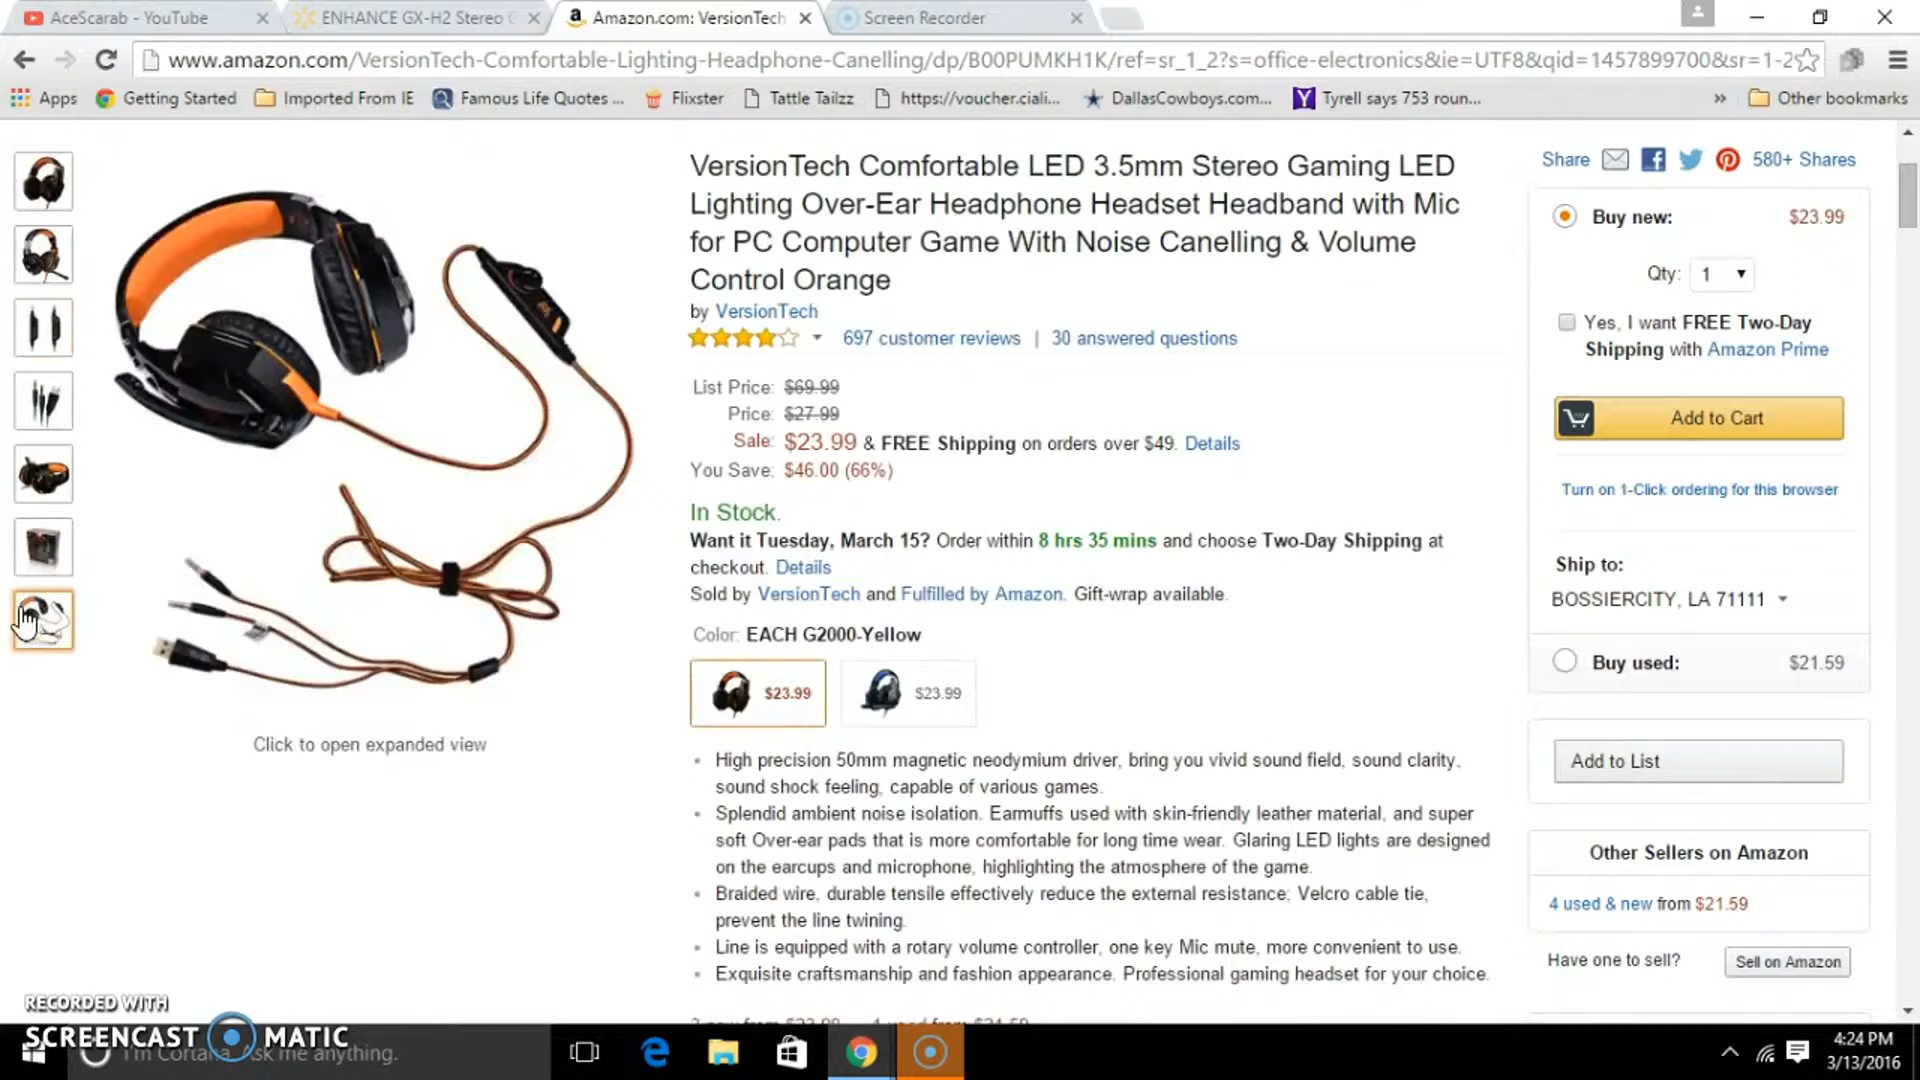 AceScarab - YouTube
ENHANCE GX-H2 Stereo
Amazon.com: VersionTech
Screen Recorder
www.amazon.com/VersionTech-Comfortable-Lighting-Headphone-Canelling/dp/B00PUMKH1K/ref=sr_1_2?s=office-electronics&ie=UTF8&qid=1457899700&sr=1-2
Apps
Getting Started
Imported From IE
Famous Life Quotes ...
Flixster
Tattle Tailzz
https://voucher.ciali...
DallasCowboys.com...
Tyrell says 753 roun...
»
Other bookmarks
VersionTech Comfortable LED 3.5mm Stereo Gaming LED
Lighting Over-Ear Headphone Headset Headband with Mic
for PC Computer Game With Noise Canelling & Volume
Control Orange
by VersionTech
697 customer reviews | 30 answered questions
List Price: $69.99
Price: $27.99
Sale: $23.99 & FREE Shipping on orders over $49. Details
You Save: $46.00 (66%)
In Stock.
Want it Tuesday, March 15? Order within 8 hrs 35 mins and choose Two-Day Shipping at
checkout. Details
Sold by VersionTech and Fulfilled by Amazon. Gift-wrap available.
Color: EACH G2000-Yellow
$23.99
$23.99
Click to open expanded view
• High precision 50mm magnetic neodymium driver, bring you vivid sound field, sound clarity,
sound shock feeling, capable of various games.
• Splendid ambient noise isolation. Earmuffs used with skin-friendly leather material, and super
soft Over-ear pads that is more comfortable for long time wear. Glaring LED lights are designed
on the earcups and microphone, highlighting the atmosphere of the game.
• Braided wire, durable tensile effectively reduce the external resistance; Velcro cable tie,
prevent the line twining.
• Line is equipped with a rotary volume controller, one key Mic mute, more convenient to use.
• Exquisite craftsmanship and fashion appearance. Professional gaming headset for your choice.
Share
580+ Shares
Buy new: $23.99
Qty: 1
Yes, I want FREE Two-Day
Shipping with Amazon Prime
Add to Cart
Turn on 1-Click ordering for this browser
Ship to:
BOSSIERCITY, LA 71111
Buy used: $21.59
Add to List
Other Sellers on Amazon
4 used & new from $21.59
Have one to sell?
Sell on Amazon
RECORDED WITH
SCREENCAST MATIC
I'm Cortana. Ask me anything.
4:24 PM
3/13/2016